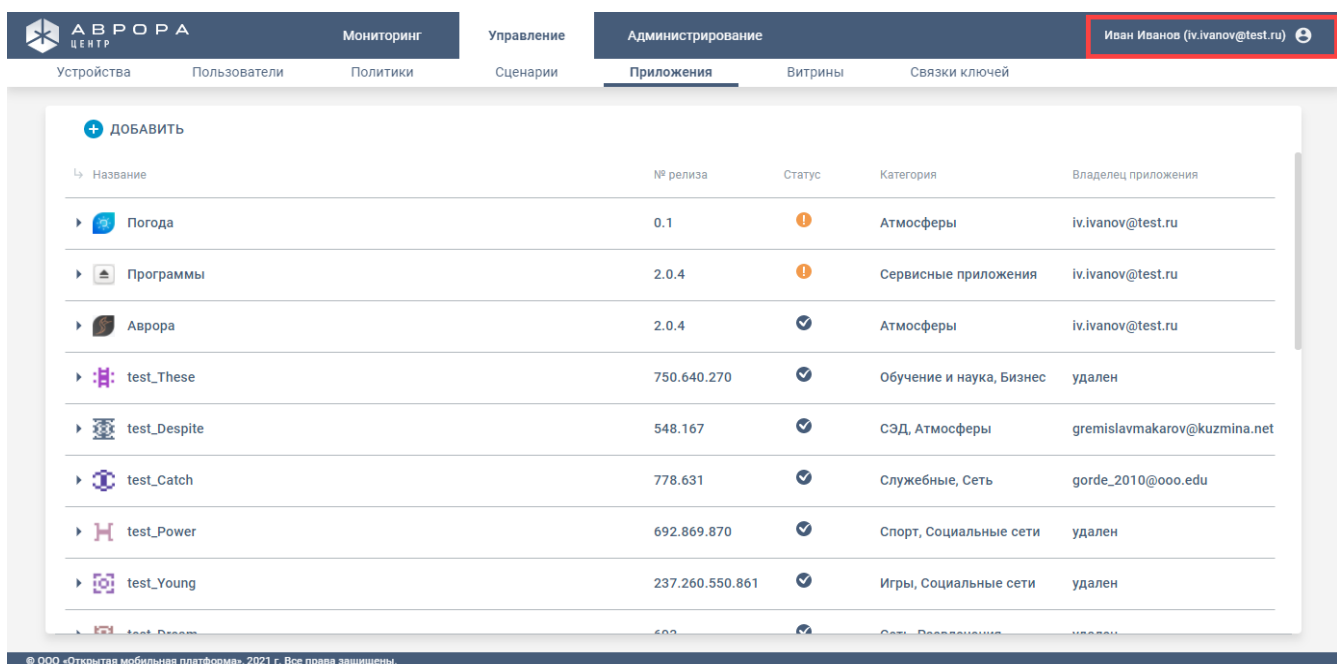 АВРОРА
ЦЕНТР
Мониторинг Управление Администрирование Иван Иванов (iv.ivanov@test.ru)
Устройства Пользователи Политики Сценарии Приложения Витрины Связки ключей
ДОБАВИТЬ
Название № релиза Статус Категория Владелец приложения
Погода 0.1 Атмосферы iv.ivanov@test.ru
Программы 2.0.4 Сервисные приложения iv.ivanov@test.ru
Аврора 2.0.4 Атмосферы iv.ivanov@test.ru
test_These 750.640.270 Обучение и наука, Бизнес удален
test_Despite 548.167 СЭД, Атмосферы gremislavmakarov@kuzmina.net
test_Catch 778.631 Служебные, Сеть gorde_2010@ooo.edu
test_Power 692.869.870 Спорт, Социальные сети удален
test_Young 237.260.550.861 Игры, Социальные сети удален
© ООО «Открытая мобильная платформа», 2021 г. Все права защищены.